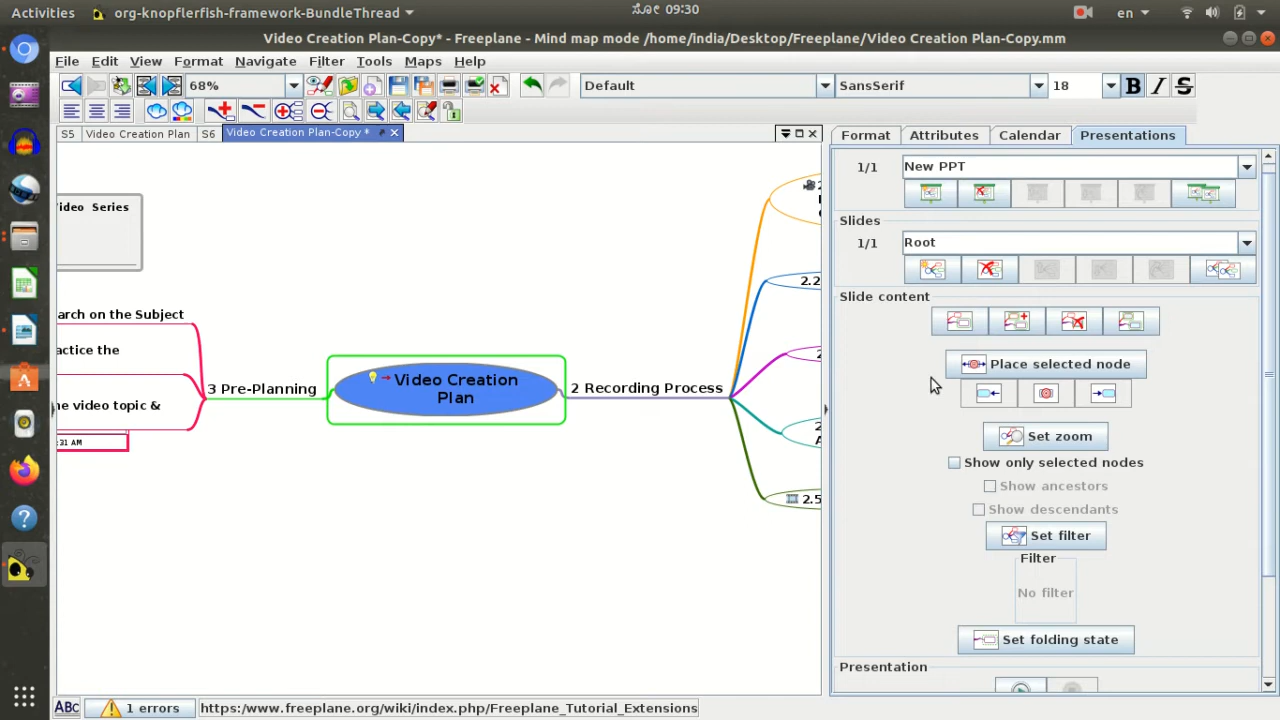 Activities org-knopflerfish-framework-BundleThread 09:30 en
Video Creation Plan-Copy* - Freeplane - Mind map mode /home/india/Desktop/Freeplane/Video Creation Plan-Copy.mm
File Edit View Format Navigate Filter Tools Maps Help
68% Default SansSerif 18 B I S
S5 Video Creation Plan S6 Video Creation Plan-Copy *
Format Attributes Calendar Presentations
1/1 New PPT
Slides
1/1 Root
Slide content
Place selected node
Set zoom
Show only selected nodes
Show ancestors
Show descendants
Set filter
Filter
No filter
Set folding state
Presentation
ideo Series
arch on the Subject
actice the
ne video topic &
:31 AM
3 Pre-Planning
Video Creation
Plan
2 Recording Process
2.2
2.5
ABC 1 errors https:/www.freeplane.org/wiki/index.php/Freeplane_Tutorial_Extensions